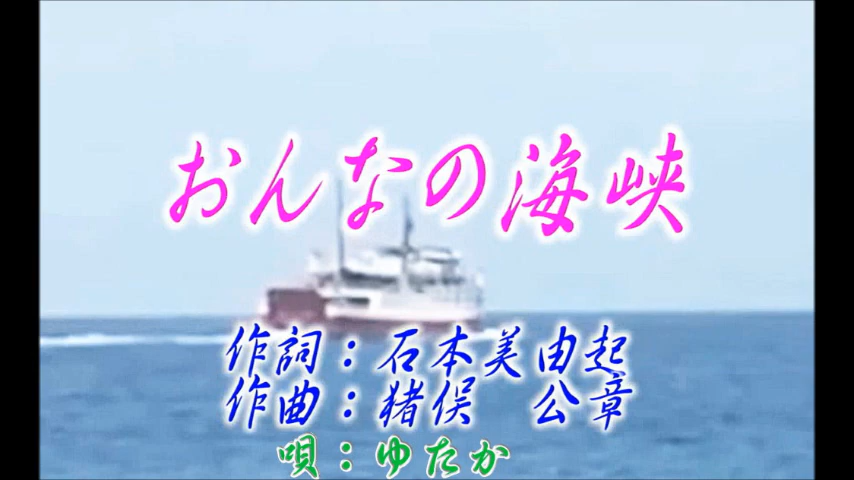 おんなの海峡
作詞：石本美由起
作曲：猪俣　公章
唄：ゆたか